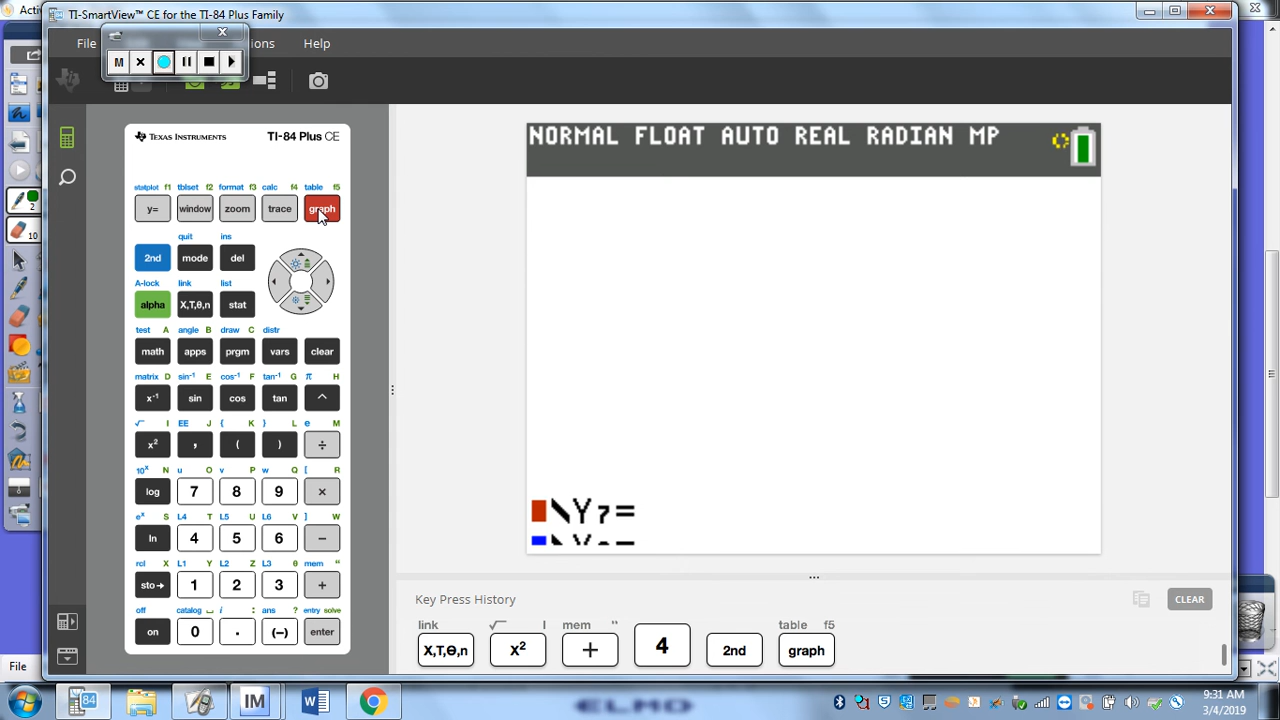 Activ
TI-SmartView™ CE for the TI-84 Plus Family
File
ions
Help
M
TEXAS INSTRUMENTS
TI-84 Plus CE
NORMAL FLOAT AUTO REAL RADIAN MP
statplot f1 tblset f2 format f3 calc f4 table f5
y= window zoom trace graph
quit ins
2nd mode del
A-lock link list
alpha X,T,θ,n stat
test A angle B draw C distr
math apps prgm vars clear
matrix D sin⁻¹ E cos⁻¹ F tan⁻¹ G π H
x⁻¹ sin cos tan ^
√ I EE J { K } L e M
x² , ( ) ÷
10ˣ N u O v P w Q [ R
log 7 8 9 ×
eˣ S L4 T L5 U L6 V ] W
ln 4 5 6 −
rcl X L1 Y L2 Z L3 θ mem "
sto→ 1 2 3 +
off catalog ⎵ i : ans ? entry solve
on 0 . (−) enter
\Y₇=
Key Press History
CLEAR
link √ I mem " table f5
X,T,Θ,n X² + 4 2nd graph
2
10
File
84
IM
W
ELMO
9:31 AM
3/4/2019